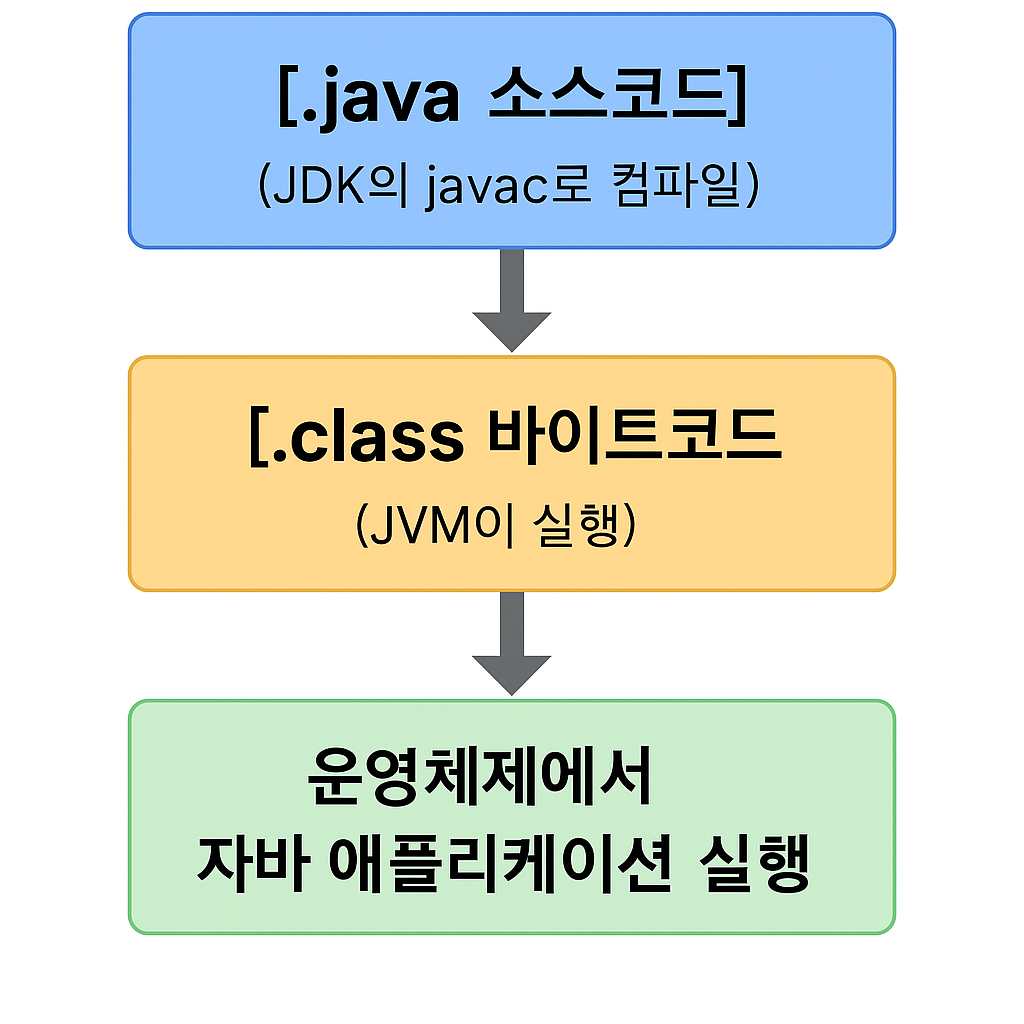 [.java 소스코드]
(JDK의 javac로 컴파일)
[.class 바이트코드
(JVM이 실행)
운영체제에서
자바 애플리케이션 실행